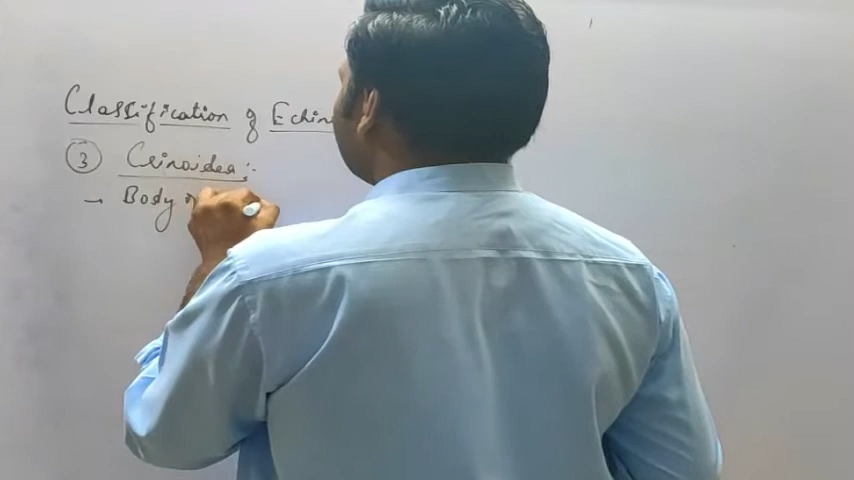 Classification of Echin
③ Crinoidea :-
→ Body